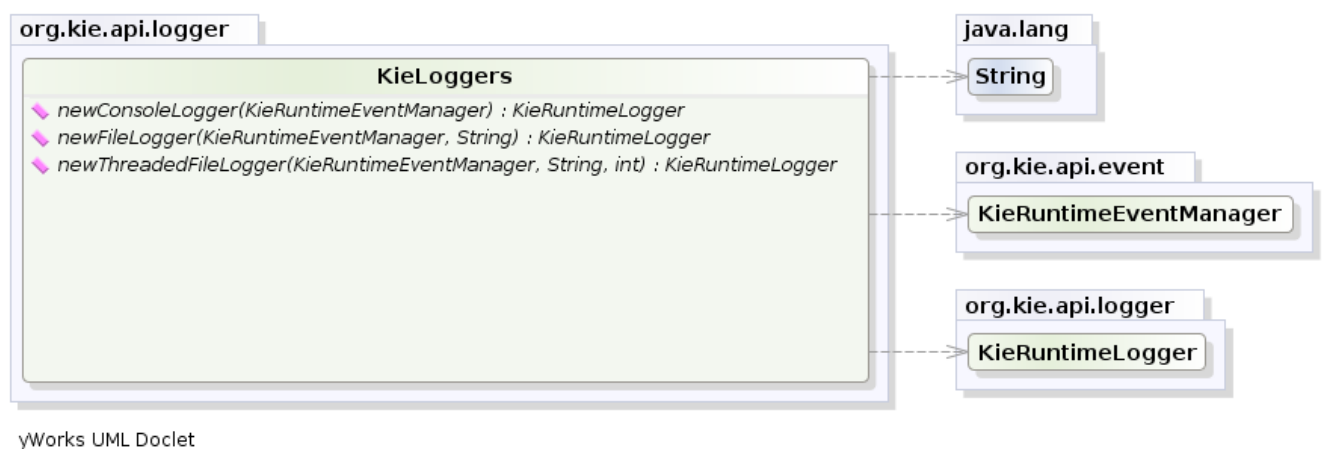 org.kie.api.logger
KieLoggers
newConsoleLogger(KieRuntimeEventManager) : KieRuntimeLogger
newFileLogger(KieRuntimeEventManager, String) : KieRuntimeLogger
newThreadedFileLogger(KieRuntimeEventManager, String, int) : KieRuntimeLogger
java.lang
String
org.kie.api.event
KieRuntimeEventManager
org.kie.api.logger
KieRuntimeLogger
yWorks UML Doclet